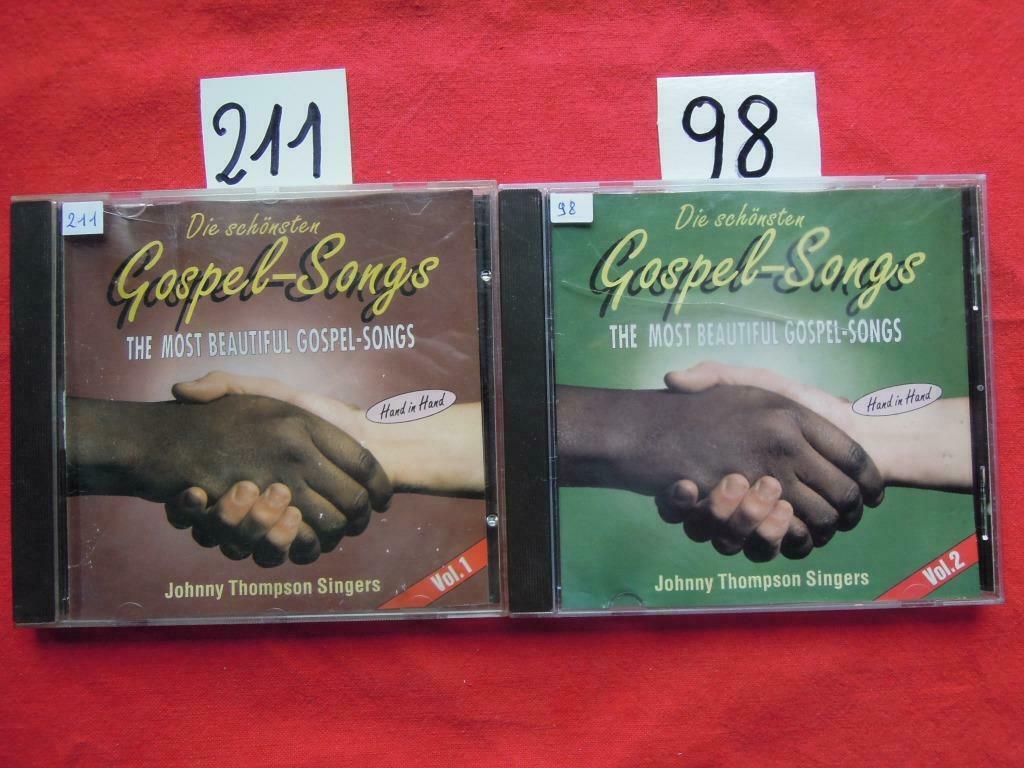 211
211
Die schönsten
Gospel-Songs
THE MOST BEAUTIFUL GOSPEL-SONGS
Hand in Hand
Johnny Thompson Singers
Vol.1
98
98
Die schönsten
Gospel-Songs
THE MOST BEAUTIFUL GOSPEL-SONGS
Hand in Hand
Johnny Thompson Singers
Vol.2